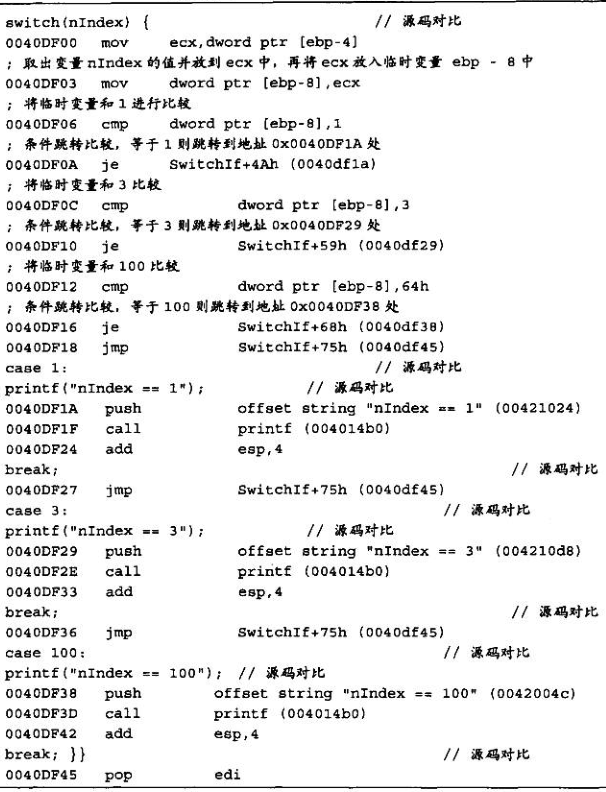 switch(nIndex) { // 源码对比
0040DF00 mov ecx,dword ptr [ebp-4]
; 取出变量 nIndex 的值并放到 ecx 中，再将 ecx 放入临时变量 ebp - 8 中
0040DF03 mov dword ptr [ebp-8],ecx
; 将临时变量和 1 进行比较
0040DF06 cmp dword ptr [ebp-8],1
; 条件跳转比较，等于 1 则跳转到地址 0x0040DF1A 处
0040DF0A je SwitchIf+4Ah (0040df1a)
; 将临时变量和 3 比较
0040DF0C cmp dword ptr [ebp-8],3
; 条件跳转比较，等于 3 则跳转到地址 0x0040DF29 处
0040DF10 je SwitchIf+59h (0040df29)
; 将临时变量和 100 比较
0040DF12 cmp dword ptr [ebp-8],64h
; 条件跳转比较，等于 100 则跳转到地址 0x0040DF38 处
0040DF16 je SwitchIf+68h (0040df38)
0040DF18 jmp SwitchIf+75h (0040df45)
case 1: // 源码对比
printf("nIndex == 1"); // 源码对比
0040DF1A push offset string "nIndex == 1" (00421024)
0040DF1F call printf (004014b0)
0040DF24 add esp,4
break; // 源码对比
0040DF27 jmp SwitchIf+75h (0040df45)
case 3: // 源码对比
printf("nIndex == 3"); // 源码对比
0040DF29 push offset string "nIndex == 3" (004210d8)
0040DF2E call printf (004014b0)
0040DF33 add esp,4
break; // 源码对比
0040DF36 jmp SwitchIf+75h (0040df45)
case 100: // 源码对比
printf("nIndex == 100"); // 源码对比
0040DF38 push offset string "nIndex == 100" (0042004c)
0040DF3D call printf (004014b0)
0040DF42 add esp,4
break; }} // 源码对比
0040DF45 pop edi